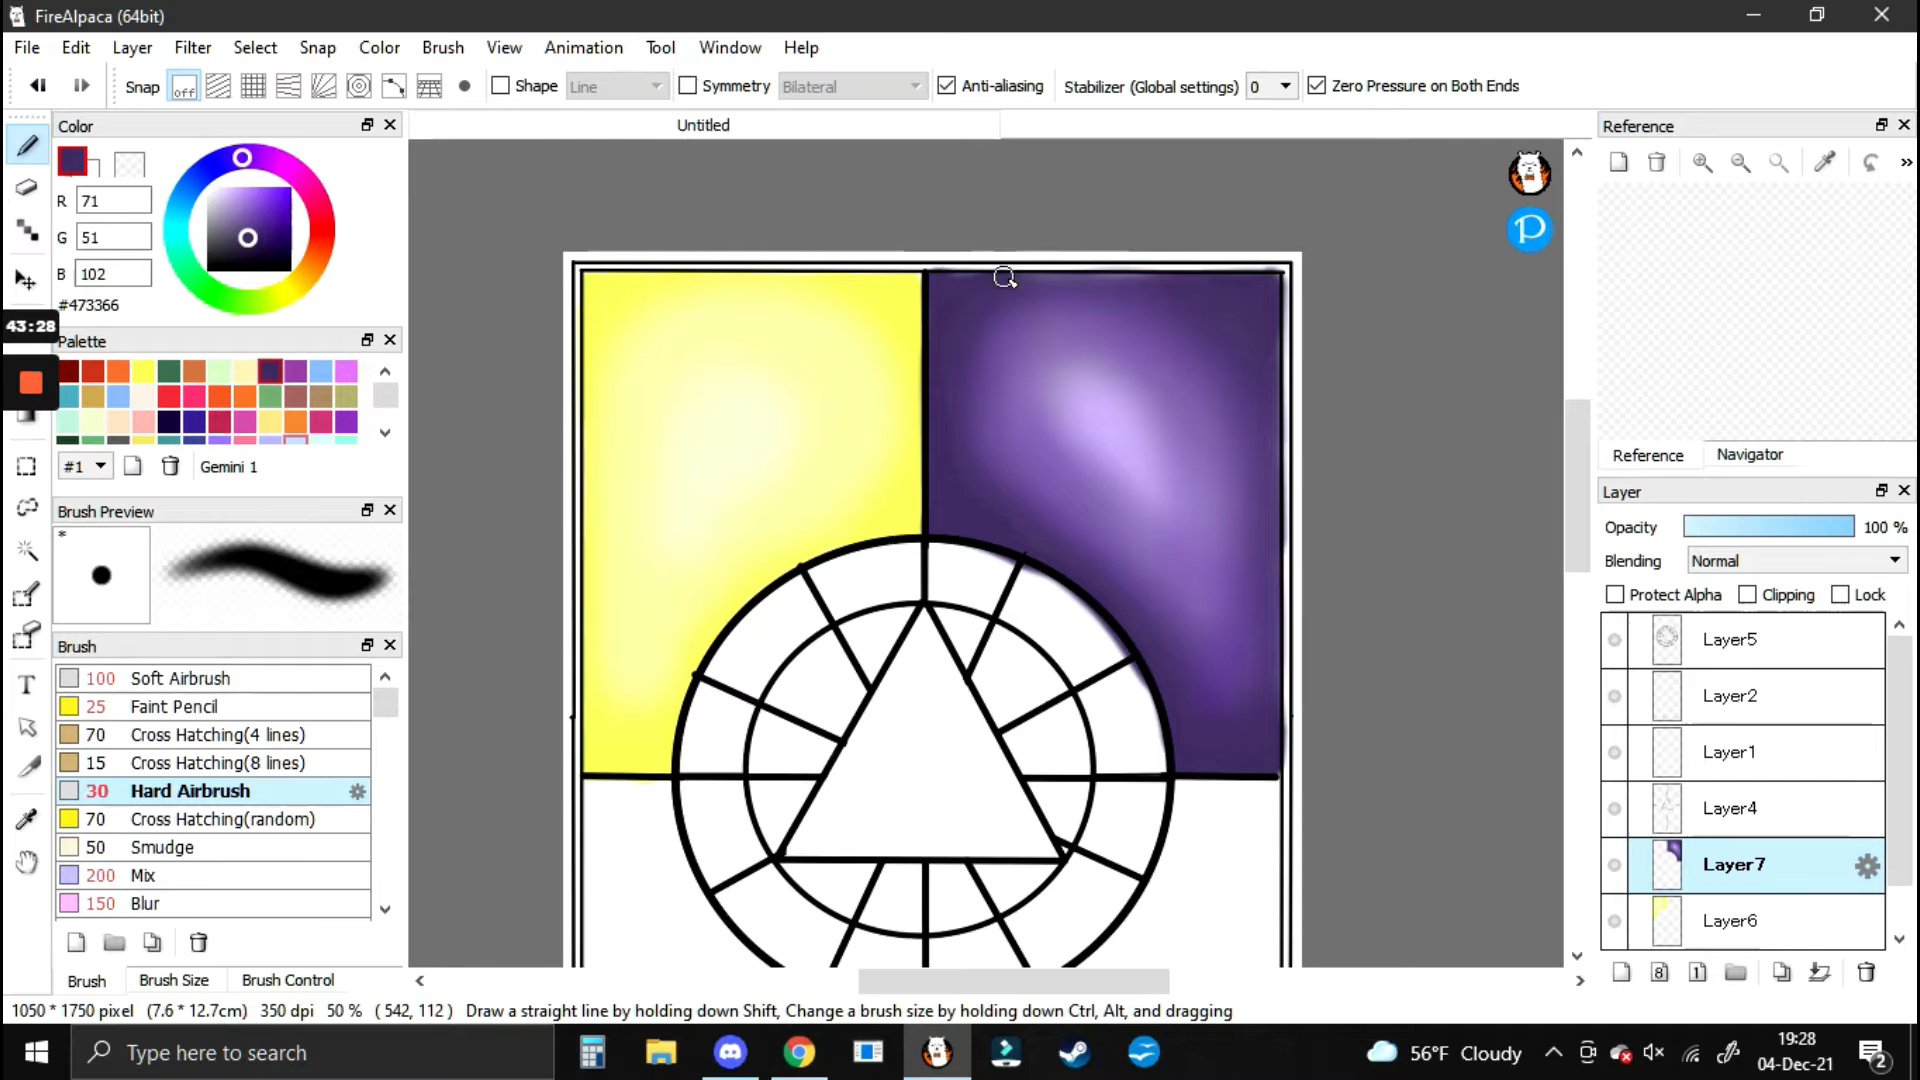 FireAlpaca (64bit)
File Edit Layer Filter Select Snap Color Brush View Animation Tool Window Help
Snap off Shape Line Symmetry Bilateral Anti-aliasing Stabilizer (Global settings) 0 Zero Pressure on Both Ends
Color
Untitled
Reference
R 71
G 51
B 102
#473366
43:28
Palette
#1 Gemini 1
Reference Navigator
Brush Preview
*
Layer
Opacity 100 %
Blending Normal
Protect Alpha Clipping Lock
Brush
100 Soft Airbrush
25 Faint Pencil
70 Cross Hatching(4 lines)
15 Cross Hatching(8 lines)
30 Hard Airbrush
70 Cross Hatching(random)
50 Smudge
200 Mix
150 Blur
Layer5
Layer2
Layer1
Layer4
Layer7
Layer6
Brush Brush Size Brush Control
1050 * 1750 pixel (7.6 * 12.7cm) 350 dpi 50 % ( 542, 112 ) Draw a straight line by holding down Shift, Change a brush size by holding down Ctrl, Alt, and dragging
Type here to search
56°F Cloudy
19:28
04-Dec-21
2